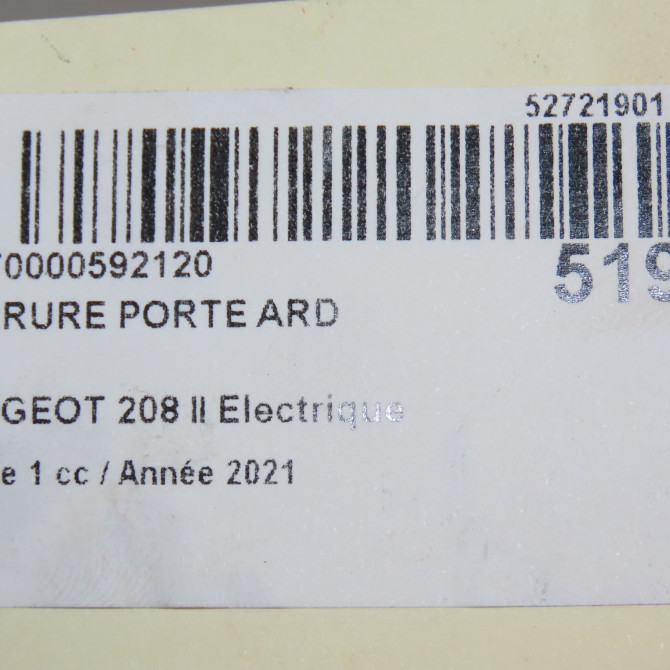 52721901
70000592120
519
RURE PORTE ARD
GEOT 208 II Electrique
e 1 cc / Année 2021